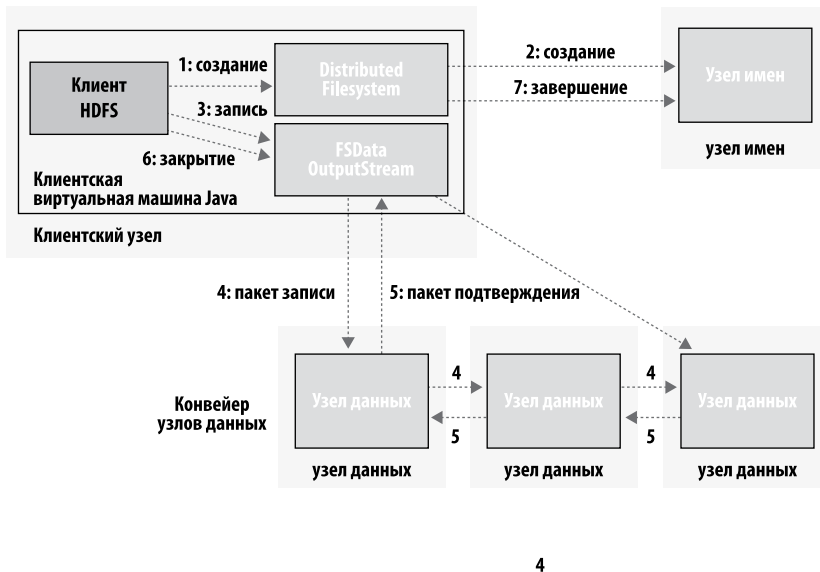 1: создание
2: создание
Клиент
HDFS
Distributed
Filesystem
Узел имен
3: запись
7: завершение
6: закрытие
FSData
OutputStream
узел имен
Клиентская
виртуальная машина Java
Клиентский узел
4: пакет записи
5: пакет подтверждения
Конвейер
узлов данных
Узел данных
4
5
Узел данных
4
5
Узел данных
узел данных
узел данных
узел данных
4